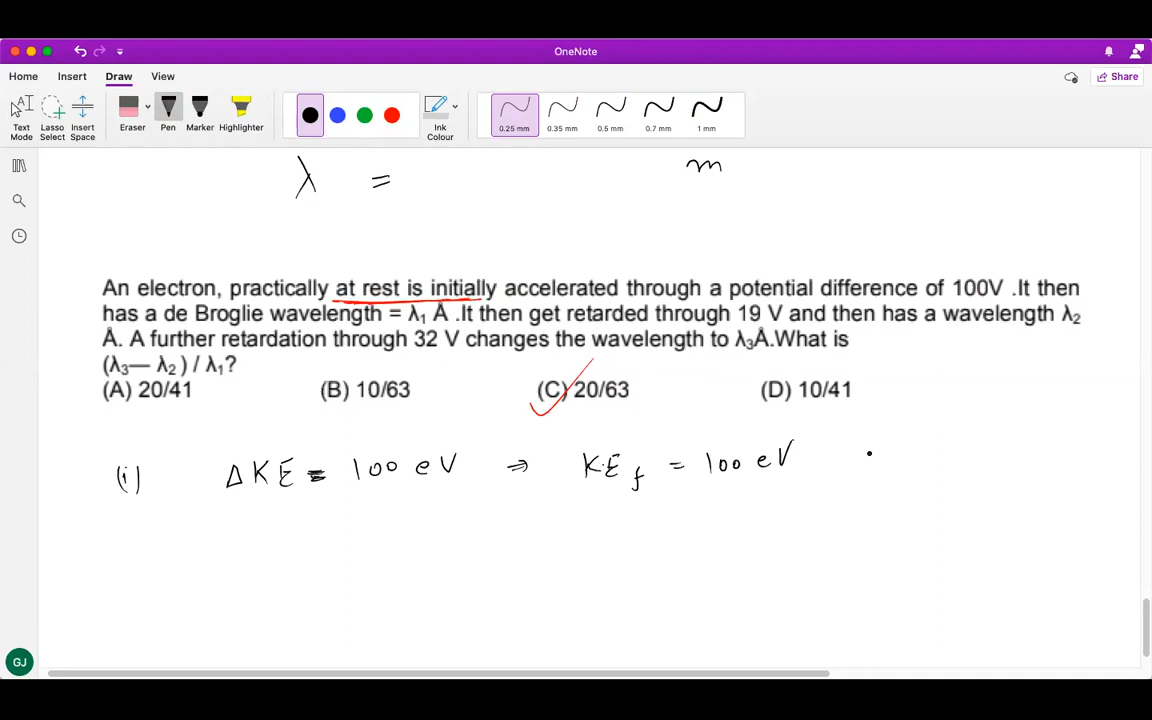 OneNote
Home Insert Draw View
Share
Text Mode
Lasso Select
Insert Space
Eraser
Pen
Marker
Highlighter
Ink Colour
0.25 mm
0.35 mm
0.5 mm
0.7 mm
1 mm
λ = m
An electron, practically at rest is initially accelerated through a potential difference of 100V .It then
has a de Broglie wavelength = λ₁ Å .It then get retarded through 19 V and then has a wavelength λ₂
Å. A further retardation through 32 V changes the wavelength to λ₃Å.What is
(λ₃— λ₂ ) / λ₁?
(A) 20/41 (B) 10/63 (C) 20/63 (D) 10/41
(i) ΔKE = 100 eV ⇒ K.E f = 100 eV
GJ